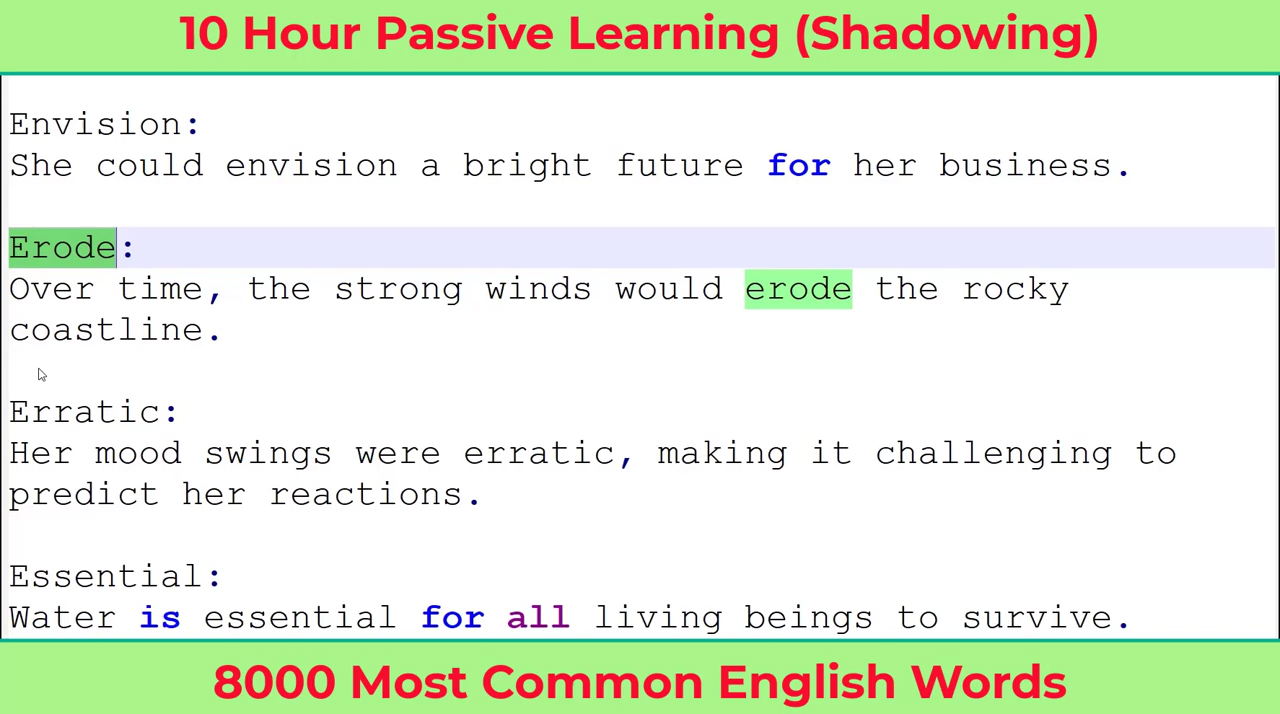 10 Hour Passive Learning (Shadowing)
Envision:
She could envision a bright future for her business.
Erode:
Over time, the strong winds would erode the rocky
coastline.
Erratic:
Her mood swings were erratic, making it challenging to
predict her reactions.
Essential:
Water is essential for all living beings to survive.
8000 Most Common English Words